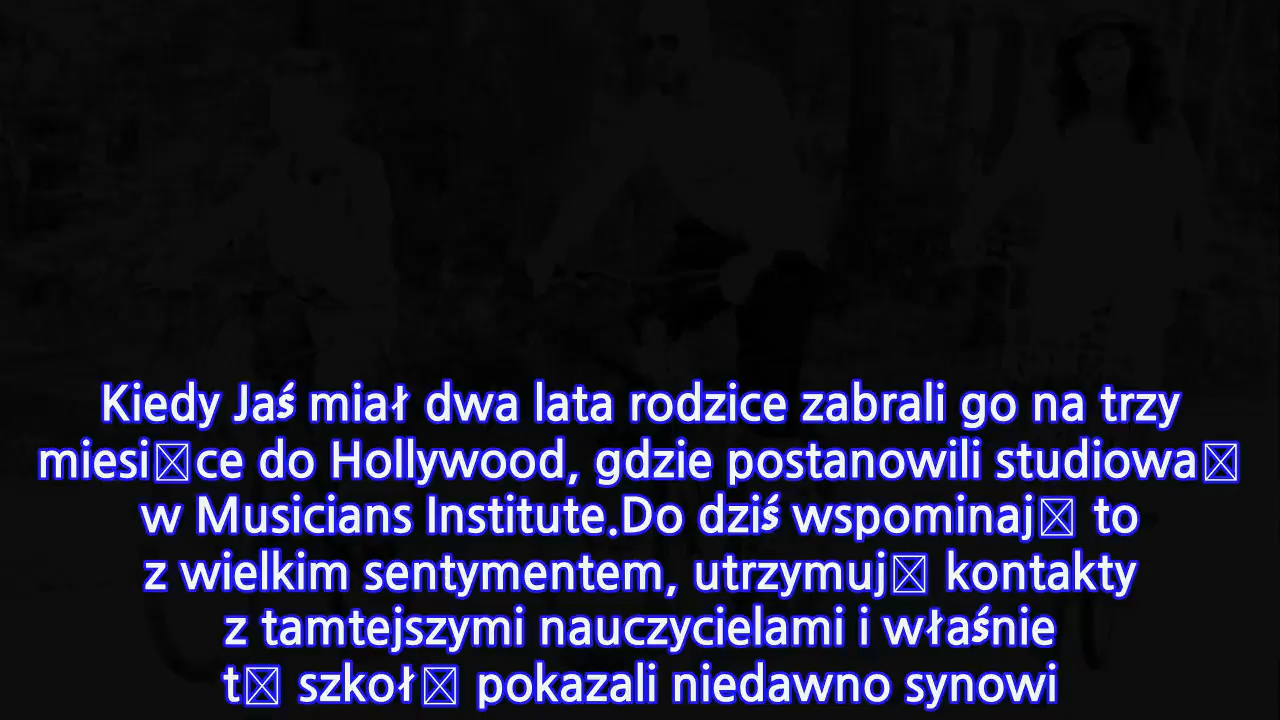 Kiedy Jaś miał dwa lata rodzice zabrali go na trzy
miesi☒ce do Hollywood, gdzie postanowili studiowa☒
w Musicians Institute.Do dziś wspominaj☒ to
z wielkim sentymentem, utrzymuj☒ kontakty
z tamtejszymi nauczycielami i właśnie
t☒ szkoł☒ pokazali niedawno synowi